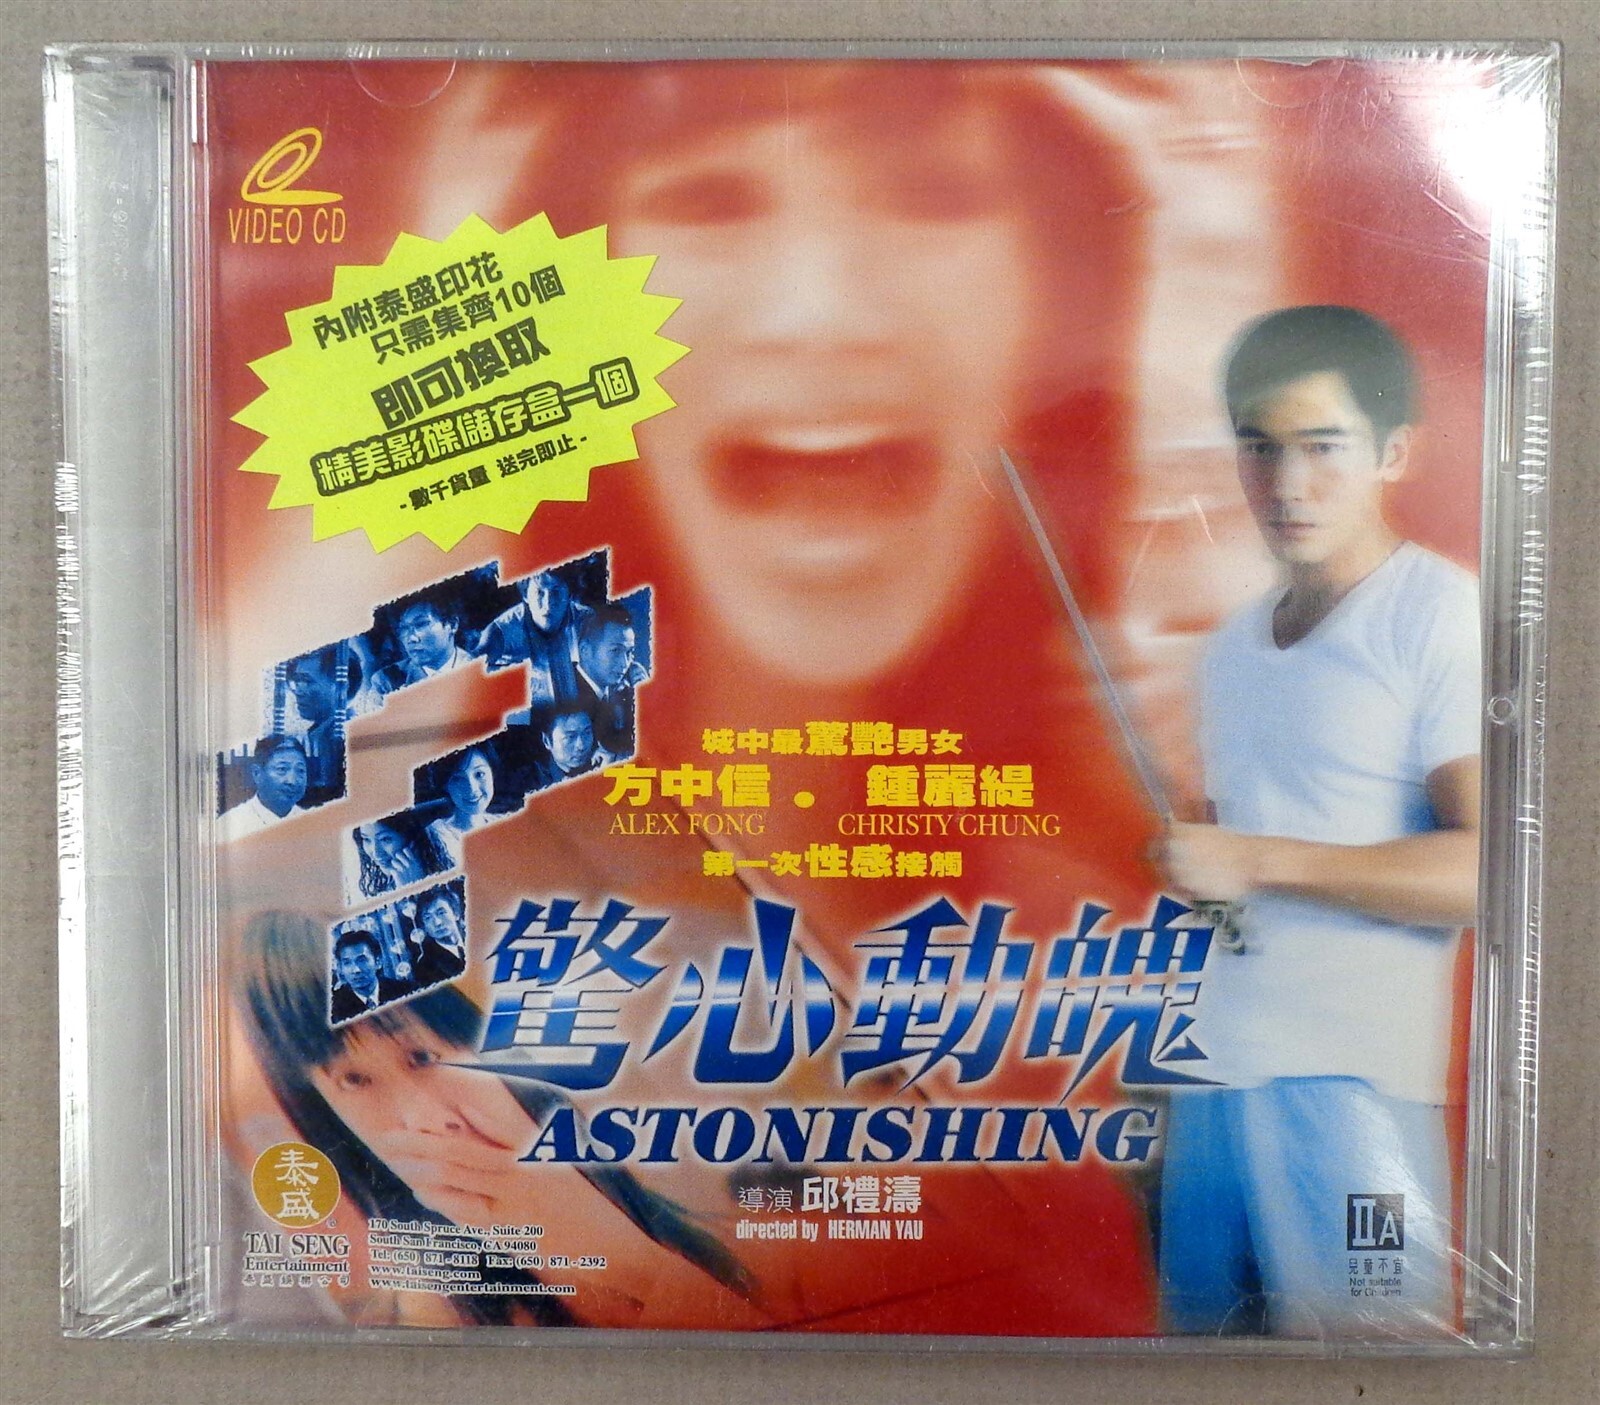 VIDEO CD
內附泰盛印花
只需集齊10個
即可換取
精美影碟儲存盒一個
- 數千貨量 送完即止 -
城中最驚艷男女
方中信 . 鍾麗緹
ALEX FONG CHRISTY CHUNG
第一次性感接觸
驚心動魄
ASTONISHING
導演 邱禮濤
directed by HERMAN YAU
泰盛
®
TAI SENG
Entertainment
泰盛娛樂公司
170 South Spruce Ave., Suite 200
South San Francisco, CA 94080
Tel: (650) 871-8118 Fax: (650) 871-2392
www.taiseng.com
www.taisengentertainment.com
IIA
兒童不宜
Not suitable
for Children